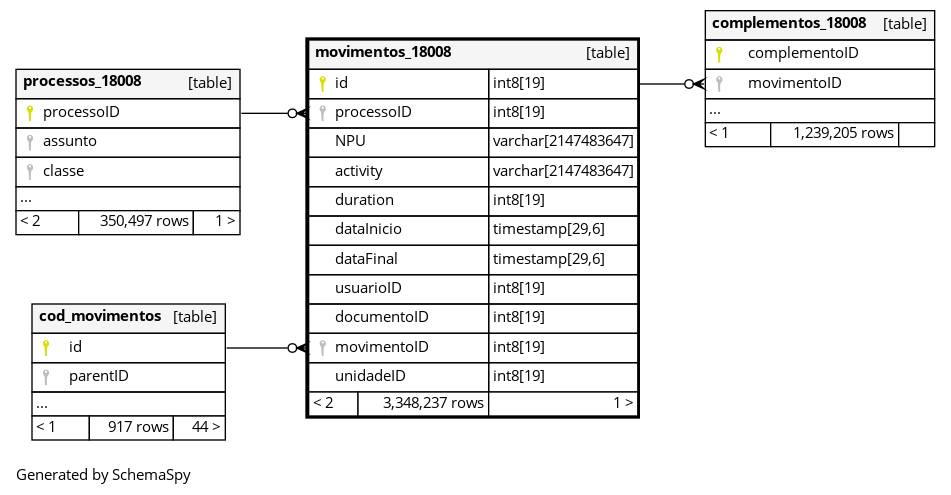 processos_18008 [table]
processoID
assunto
classe
...
< 2 350,497 rows 1 >
cod_movimentos [table]
id
parentID
...
< 1 917 rows 44 >
movimentos_18008 [table]
id int8[19]
processoID int8[19]
NPU varchar[2147483647]
activity varchar[2147483647]
duration int8[19]
dataInicio timestamp[29,6]
dataFinal timestamp[29,6]
usuarioID int8[19]
documentoID int8[19]
movimentoID int8[19]
unidadeID int8[19]
< 2 3,348,237 rows 1 >
complementos_18008 [table]
complementoID
movimentoID
...
< 1 1,239,205 rows
Generated by SchemaSpy